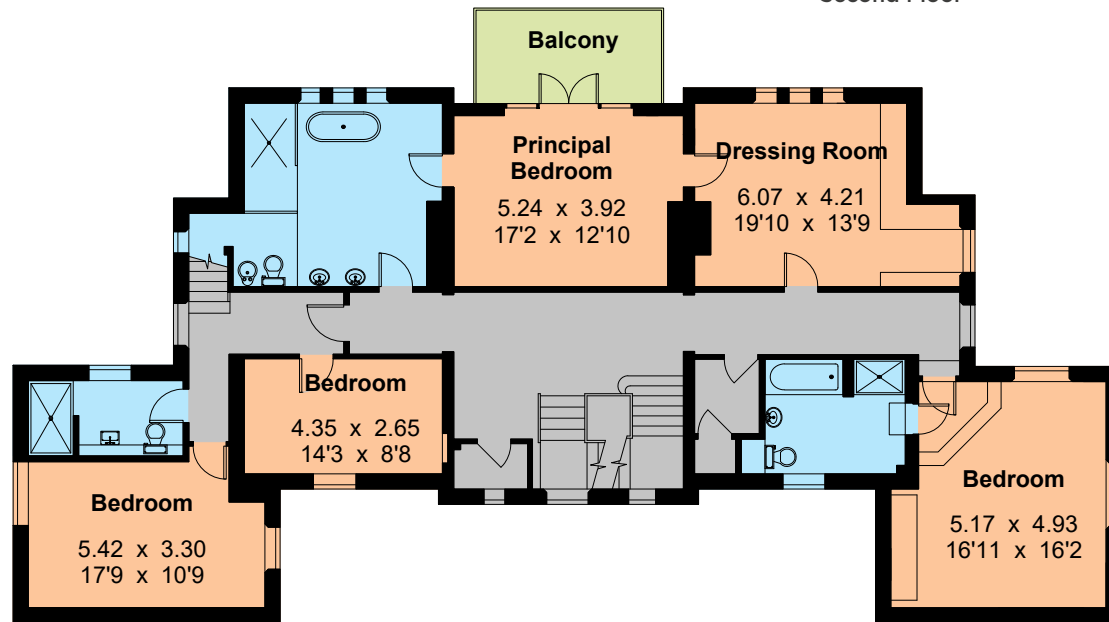 Second Floor
Balcony
Principal
Bedroom
5.24 x 3.92
17'2 x 12'10
Dressing Room
6.07 x 4.21
19'10 x 13'9
Bedroom
4.35 x 2.65
14'3 x 8'8
Bedroom
5.42 x 3.30
17'9 x 10'9
Bedroom
5.17 x 4.93
16'11 x 16'2